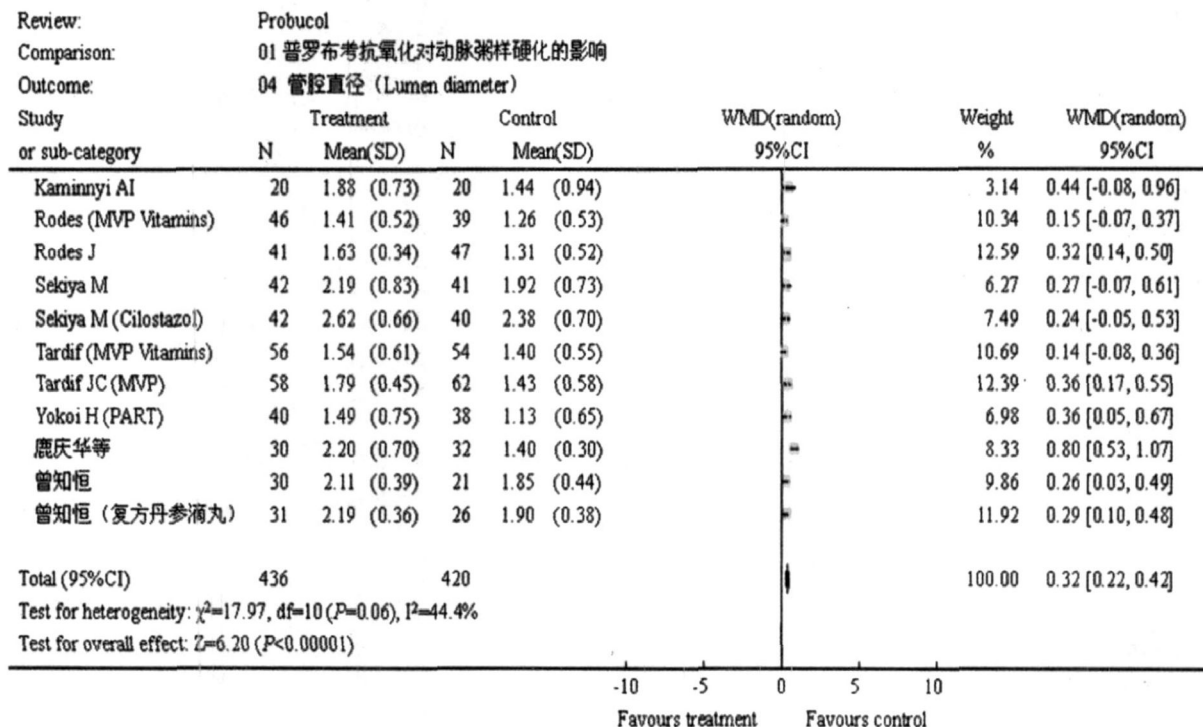 Review: Probucol
Comparison: 01 普罗布考抗氧化对动脉粥样硬化的影响
Outcome: 04 管腔直径（Lumen diameter）
Study Treatment Control WMD(random) Weight WMD(random)
or sub-category N Mean(SD) N Mean(SD) 95%CI % 95%CI
Kaminnyi AI 20 1.88 (0.73) 20 1.44 (0.94) 3.14 0.44 [-0.08, 0.96]
Rodes (MVP Vitamins) 46 1.41 (0.52) 39 1.26 (0.53) 10.34 0.15 [-0.07, 0.37]
Rodes J 41 1.63 (0.34) 47 1.31 (0.52) 12.59 0.32 [0.14, 0.50]
Sekiya M 42 2.19 (0.83) 41 1.92 (0.73) 6.27 0.27 [-0.07, 0.61]
Sekiya M (Cilostazol) 42 2.62 (0.66) 40 2.38 (0.70) 7.49 0.24 [-0.05, 0.53]
Tardif (MVP Vitamins) 56 1.54 (0.61) 54 1.40 (0.55) 10.69 0.14 [-0.08, 0.36]
Tardif JC (MVP) 58 1.79 (0.45) 62 1.43 (0.58) 12.39 0.36 [0.17, 0.55]
Yokoi H (PART) 40 1.49 (0.75) 38 1.13 (0.65) 6.98 0.36 [0.05, 0.67]
鹿庆华等 30 2.20 (0.70) 32 1.40 (0.30) 8.33 0.80 [0.53, 1.07]
曾知恒 30 2.11 (0.39) 21 1.85 (0.44) 9.86 0.26 [0.03, 0.49]
曾知恒（复方丹参滴丸） 31 2.19 (0.36) 26 1.90 (0.38) 11.92 0.29 [0.10, 0.48]
Total (95%CI) 436 420 100.00 0.32 [0.22, 0.42]
Test for heterogeneity: χ²=17.97, df=10 (P=0.06), I²=44.4%
Test for overall effect: Z=6.20 (P<0.00001)
-10 -5 0 5 10
Favours treatment Favours control